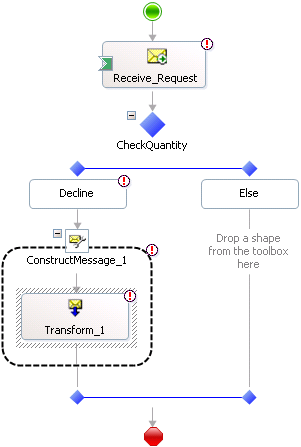 Receive_Request
CheckQuantity
Decline
Else
Drop a shape
from the toolbox
here
ConstructMessage_1
Transform_1